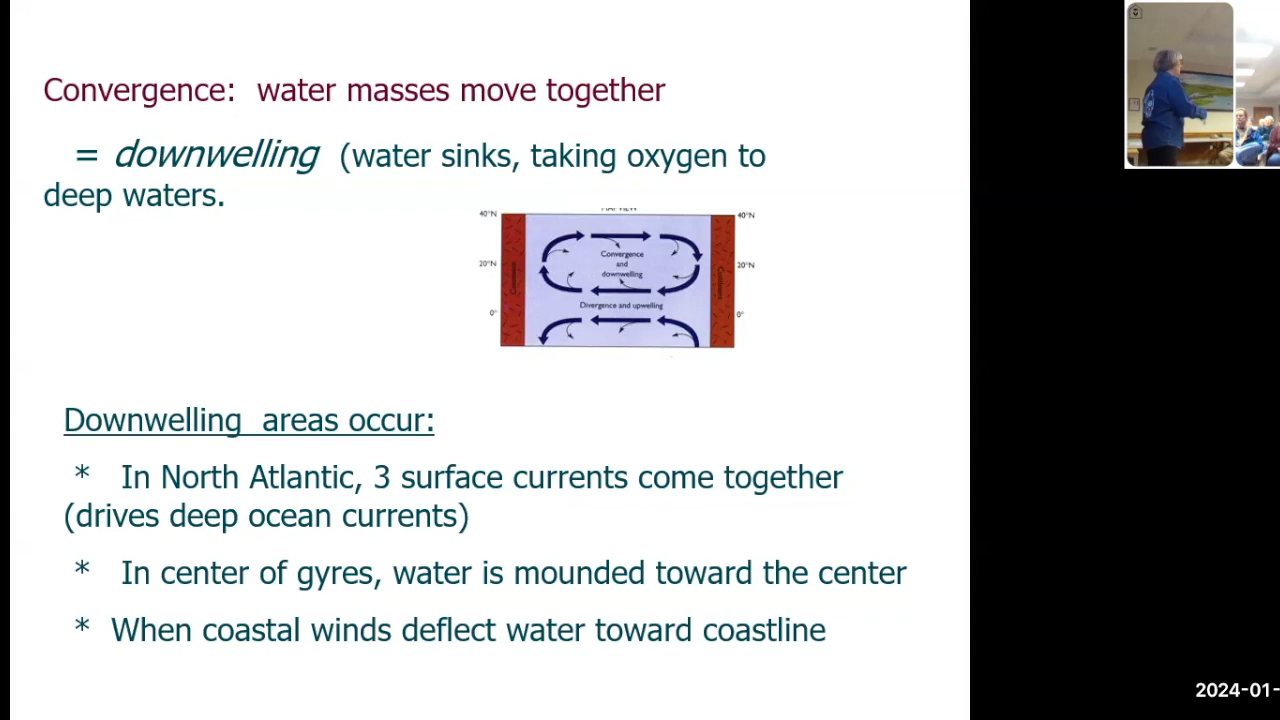 Convergence: water masses move together
= downwelling (water sinks, taking oxygen to
deep waters.
40°N
40°N
Convergence
and
downwelling
20°N
20°N
Continent
Continent
Divergence and upwelling
0°
0°
Downwelling areas occur:
* In North Atlantic, 3 surface currents come together
(drives deep ocean currents)
* In center of gyres, water is mounded toward the center
* When coastal winds deflect water toward coastline
2024-01-